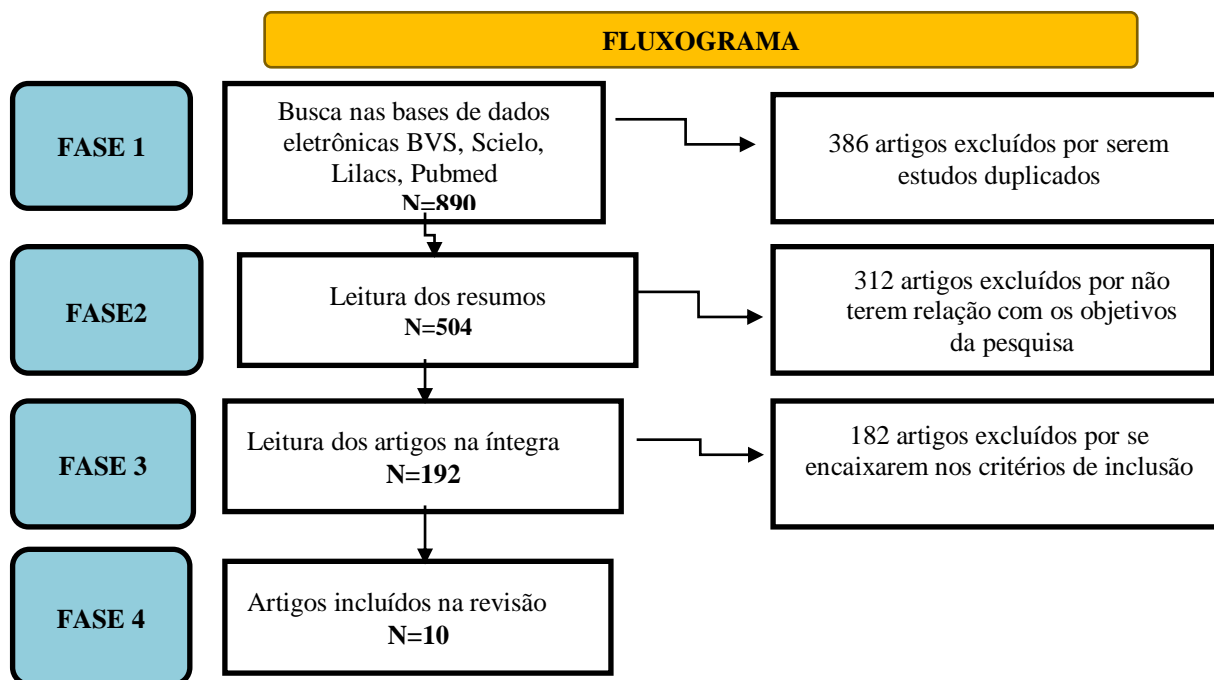 FLUXOGRAMA
FASE 1
Busca nas bases de dados
eletrônicas BVS, Scielo,
Lilacs, Pubmed
N=890
386 artigos excluídos por serem
estudos duplicados
FASE2
Leitura dos resumos
N=504
312 artigos excluídos por não
terem relação com os objetivos
da pesquisa
FASE 3
Leitura dos artigos na íntegra
N=192
182 artigos excluídos por se
encaixarem nos critérios de inclusão
FASE 4
Artigos incluídos na revisão
N=10